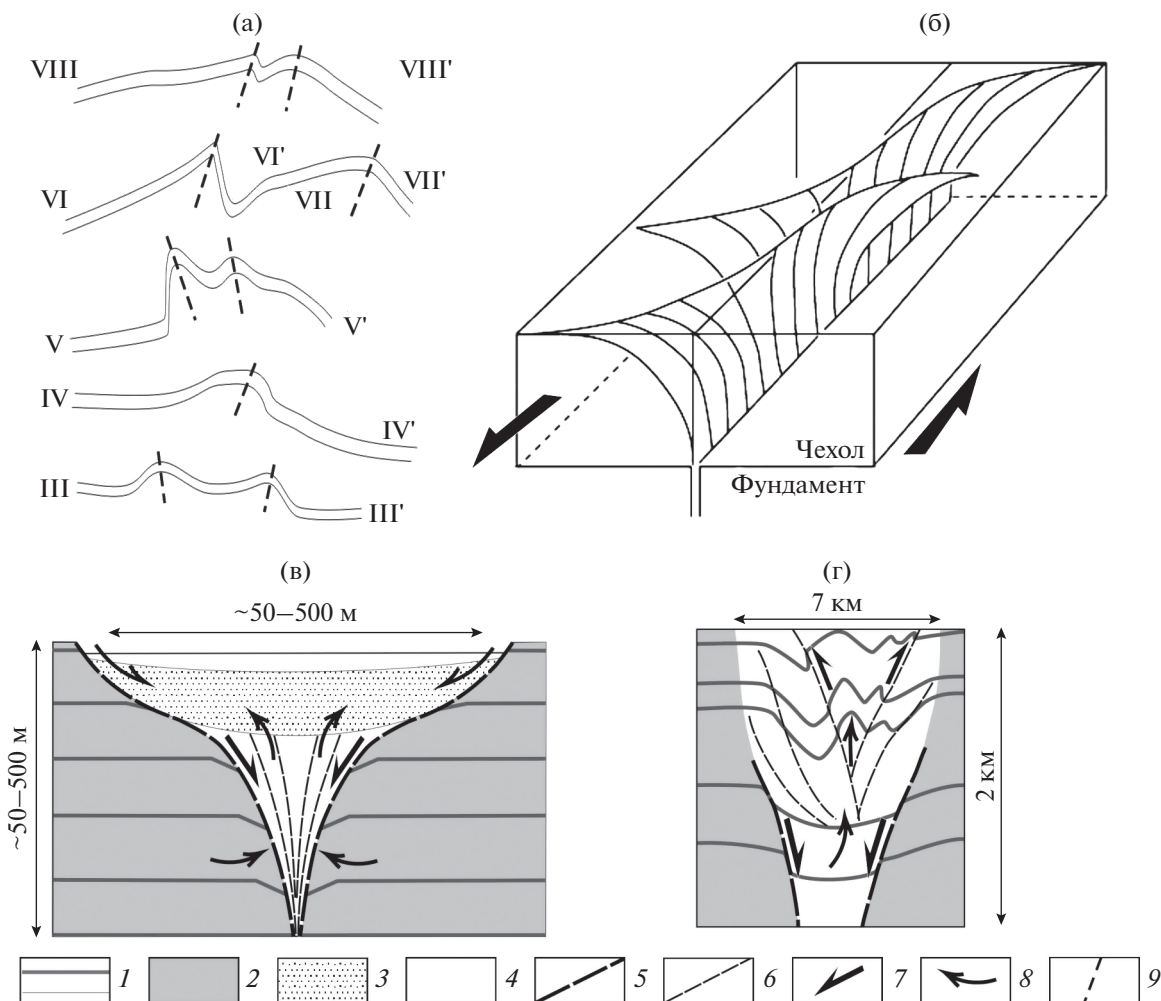 (а)
(б)
VIII
VIII'
VI
VI'
VII
VII'
V
V'
IV
IV'
III
III'
Чехол
Фундамент
(в)
(г)
~50–500 м
7 км
~50–500 м
2 км
1
2
3
4
5
6
7
8
9